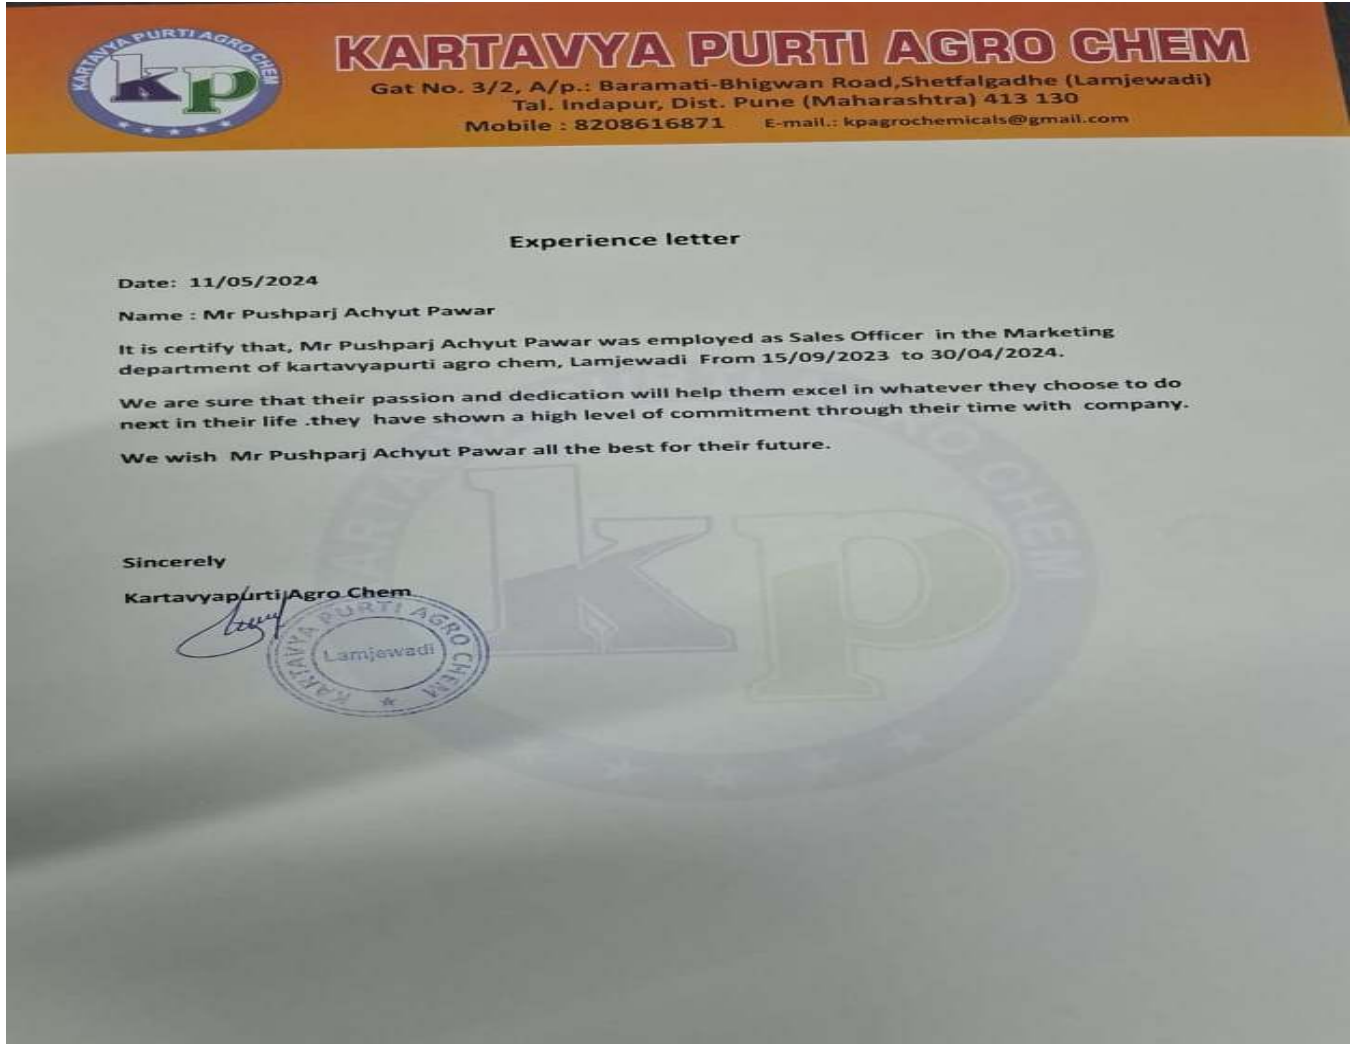 KARTAVYA PURTI AGRO CHEM
kp
KARTAVYA PURTI AGRO CHEM
Gat No. 3/2, A/p.: Baramati-Bhigwan Road,Shetfalgadhe (Lamjewadi)
Tal. Indapur, Dist. Pune (Maharashtra) 413 130
Mobile : 8208616871 E-mail.: kpagrochemicals@gmail.com
Experience letter
Date: 11/05/2024
Name : Mr Pushparj Achyut Pawar
It is certify that, Mr Pushparj Achyut Pawar was employed as Sales Officer in the Marketing
department of kartavyapurti agro chem, Lamjewadi From 15/09/2023 to 30/04/2024.
We are sure that their passion and dedication will help them excel in whatever they choose to do
next in their life .they have shown a high level of commitment through their time with company.
We wish Mr Pushparj Achyut Pawar all the best for their future.
Sincerely
Kartavyapurti Agro Chem
KARTAVYA PURTI AGRO CHEM
Lamjewadi
kp